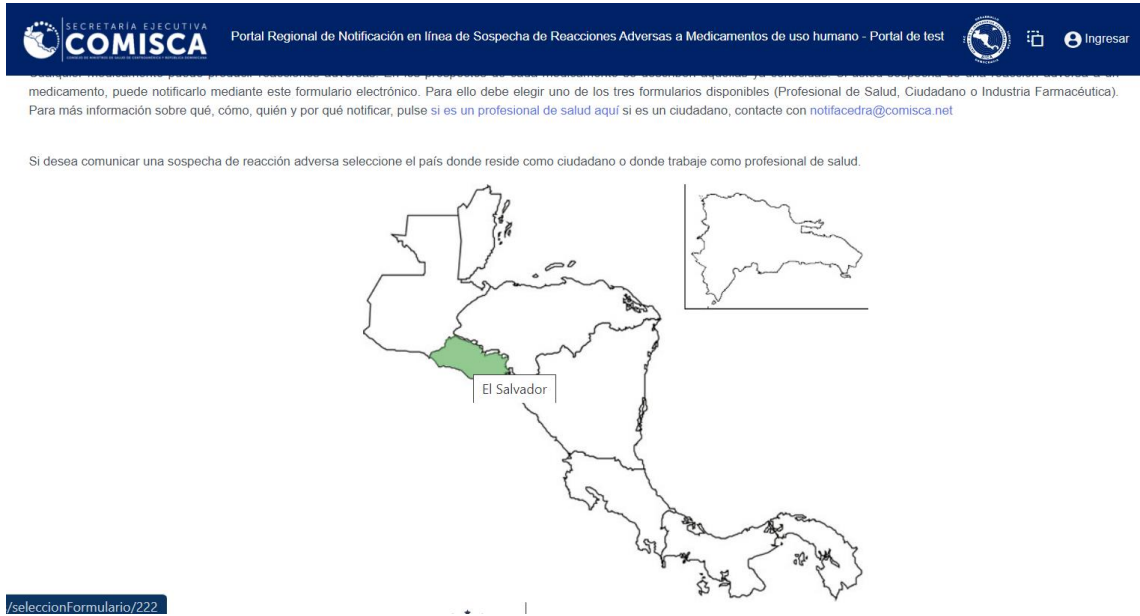 SECRETARÍA EJECUTIVA
COMISCA
Portal Regional de Notificación en línea de Sospecha de Reacciones Adversas a Medicamentos de uso humano - Portal de test
Ingresar
medicamento, puede notificarlo mediante este formulario electrónico. Para ello debe elegir uno de los tres formularios disponibles (Profesional de Salud, Ciudadano o Industria Farmacéutica).
Para más información sobre qué, cómo, quién y por qué notificar, pulse si es un profesional de salud aquí si es un ciudadano, contacte con notifacedra@comisca.net
Si desea comunicar una sospecha de reacción adversa seleccione el país donde reside como ciudadano o donde trabaje como profesional de salud.
El Salvador
/seleccionFormulario/222